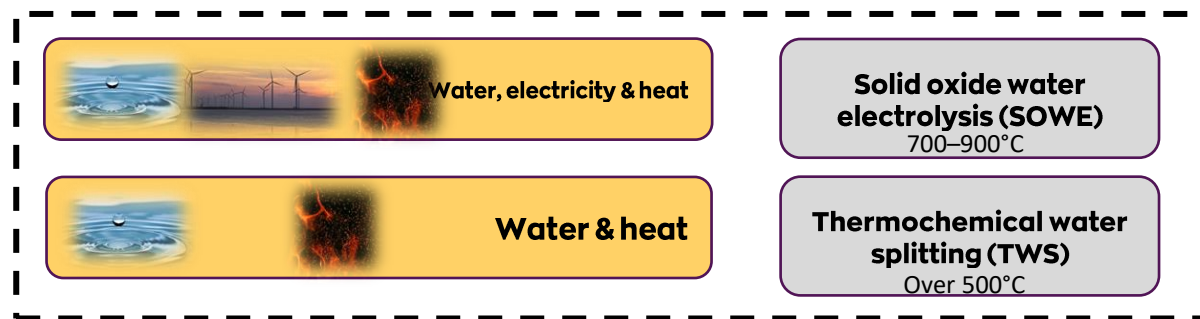 Water, electricity & heat
Solid oxide water
electrolysis (SOWE)
700–900°C
Water & heat
Thermochemical water
splitting (TWS)
Over 500°C